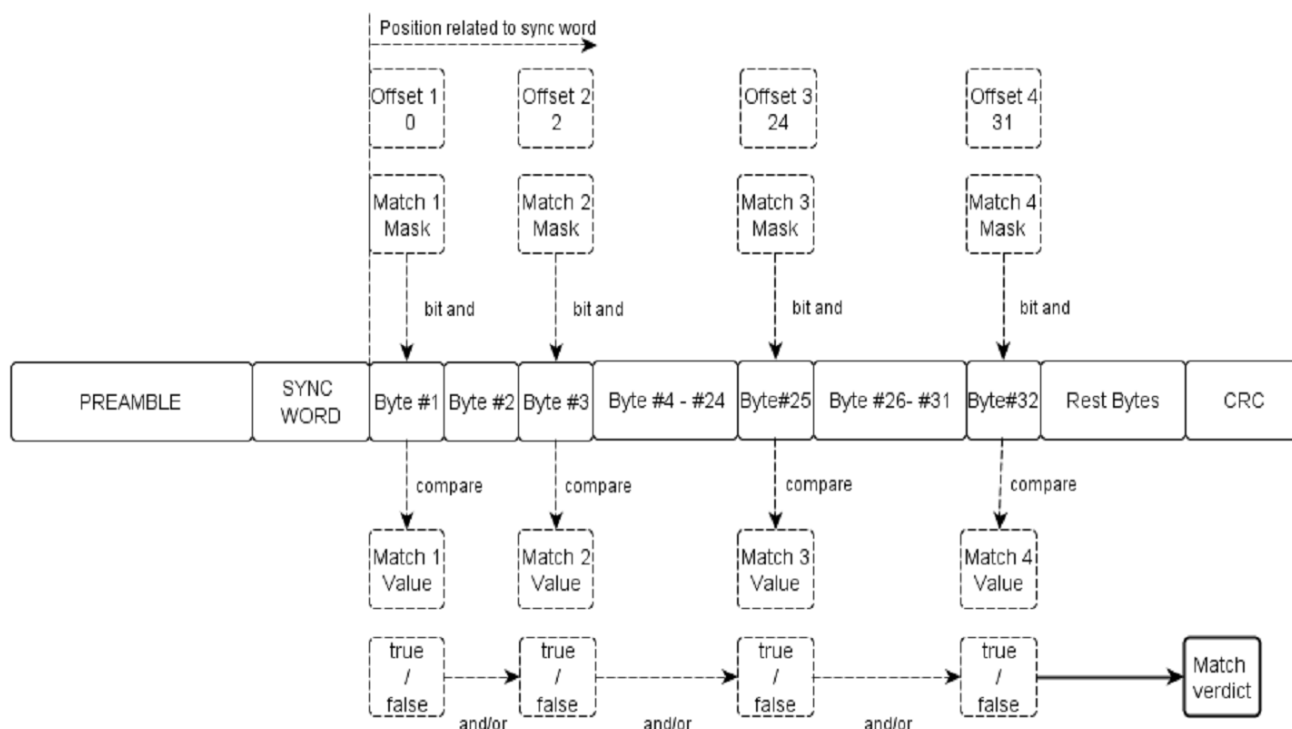 Position related to sync word
Offset 1
0
Offset 2
2
Offset 3
24
Offset 4
31
Match 1
Mask
Match 2
Mask
Match 3
Mask
Match 4
Mask
bit and
bit and
bit and
bit and
PREAMBLE
SYNC
WORD
Byte #1
Byte #2
Byte #3
Byte #4 - #24
Byte#25
Byte #26- #31
Byte#32
Rest Bytes
CRC
compare
compare
compare
compare
Match 1
Value
Match 2
Value
Match 3
Value
Match 4
Value
true
/
false
and/or
true
/
false
and/or
true
/
false
and/or
true
/
false
Match
verdict